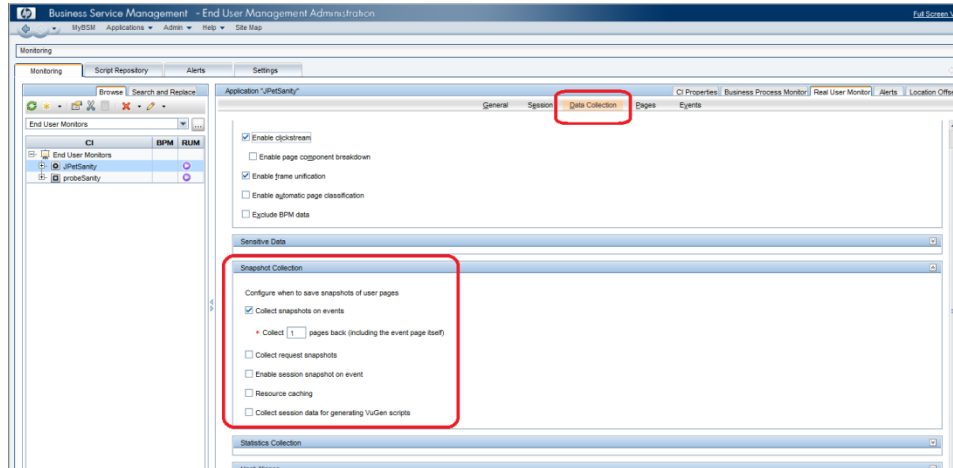 hp Business Service Management - End User Management Administration
Full Screen
MyBSM Applications Admin Help Site Map
Monitoring
Monitoring Script Repository Alerts Settings
Browse Search and Replace
Application "JPetSanity"
CI Properties Business Process Monitor Real User Monitor Alerts Location Offse
General Session Data Collection Pages Events
End User Monitors ...
CI BPM RUM
End User Monitors
JPetSanity
probeSanity
Enable clickstream
Enable page component breakdown
Enable frame unification
Enable automatic page classification
Exclude BPM data
Sensitive Data
Snapshot Collection
Configure when to save snapshots of user pages
Collect snapshots on events
* Collect 1 pages back (including the event page itself)
Collect request snapshots
Enable session snapshot on event
Resource caching
Collect session data for generating VuGen scripts
Statistics Collection